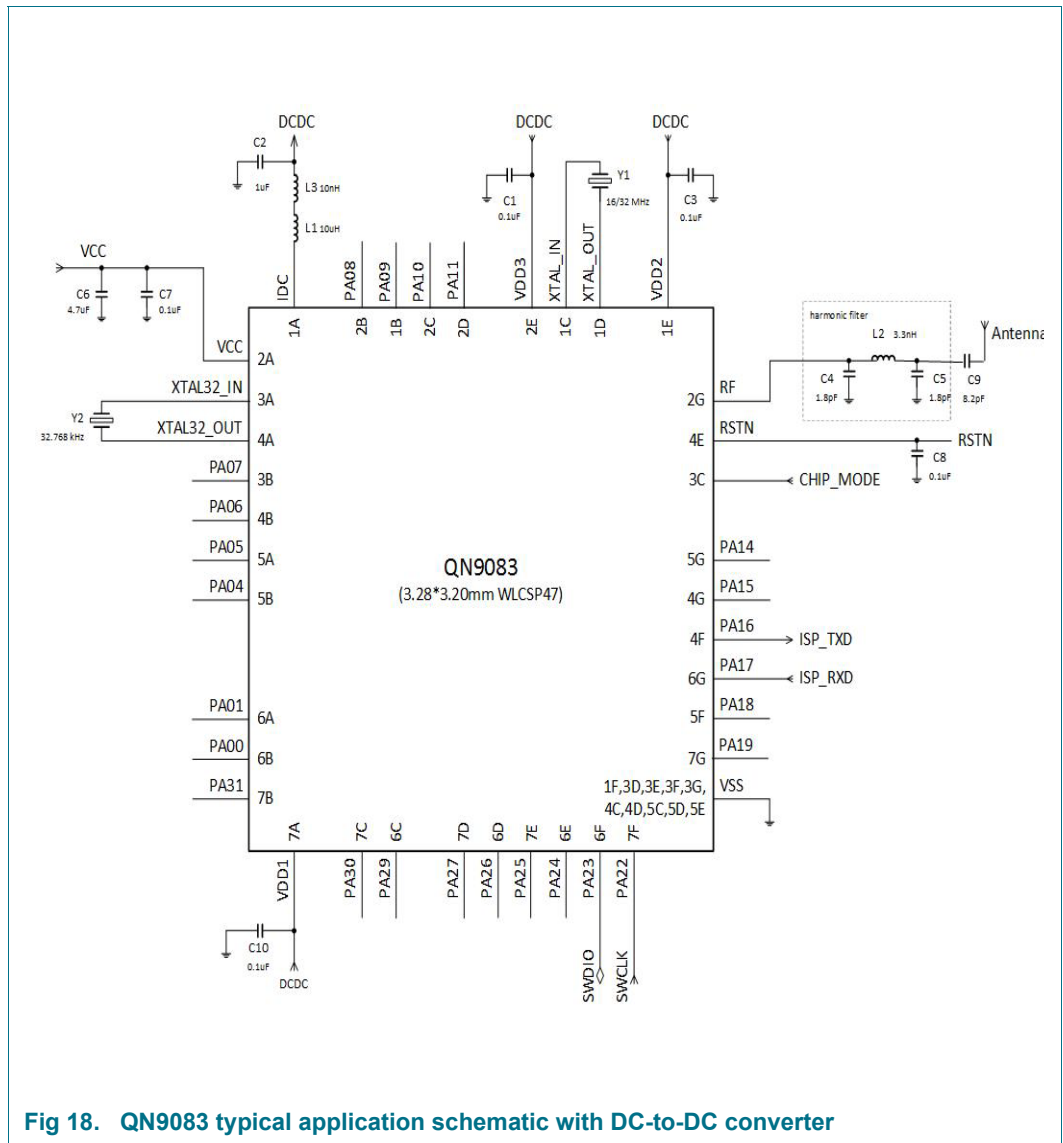 DCDC
C2
1uF
L3 10nH
L1 10uH
IDC
1A
PA08
2B
PA09
1B
PA10
2C
PA11
2D
DCDC
C1
0.1uF
VDD3
2E
XTAL_IN
1C
Y1
16/32 MHz
XTAL_OUT
1D
DCDC
C3
0.1uF
VDD2
1E
VCC
C6
4.7uF
C7
0.1uF
VCC
2A
XTAL32_IN
3A
Y2
32.768 kHz
XTAL32_OUT
4A
PA07
3B
PA06
4B
PA05
5A
PA04
5B
PA01
6A
PA00
6B
PA31
7B
QN9083
(3.28*3.20mm WLCSP47)
harmonic filter
L2 3.3nH
C4
1.8pF
C5
1.8pF
C9
8.2pF
Antenna
RF
2G
RSTN
4E
RSTN
C8
0.1uF
3C
CHIP_MODE
PA14
5G
PA15
4G
PA16
4F
ISP_TXD
PA17
6G
ISP_RXD
PA18
5F
PA19
7G
1F,3D,3E,3F,3G,
4C,4D,5C,5D,5E
VSS
7A
VDD1
C10
0.1uF
DCDC
7C
PA30
6C
PA29
7D
PA27
6D
PA26
7E
PA25
6E
PA24
6F
PA23
SWDIO
7F
PA22
SWCLK
Fig 18. QN9083 typical application schematic with DC-to-DC converter